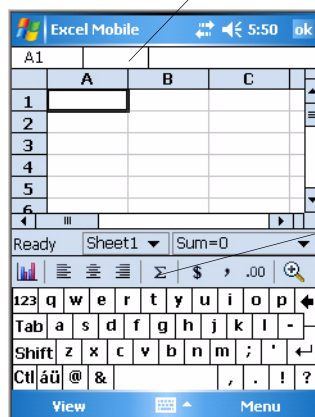 Excel Mobile 5:50 ok
A1
A B C
1
2
3
4
5
6
Ready Sheet1 Sum=0
Σ $ , .00
123 q w e r t y u i o p
Tab a s d f g h j k l -
Shift z x c v b n m ; '
Ctl áü @ & , . ! ?
View Menu